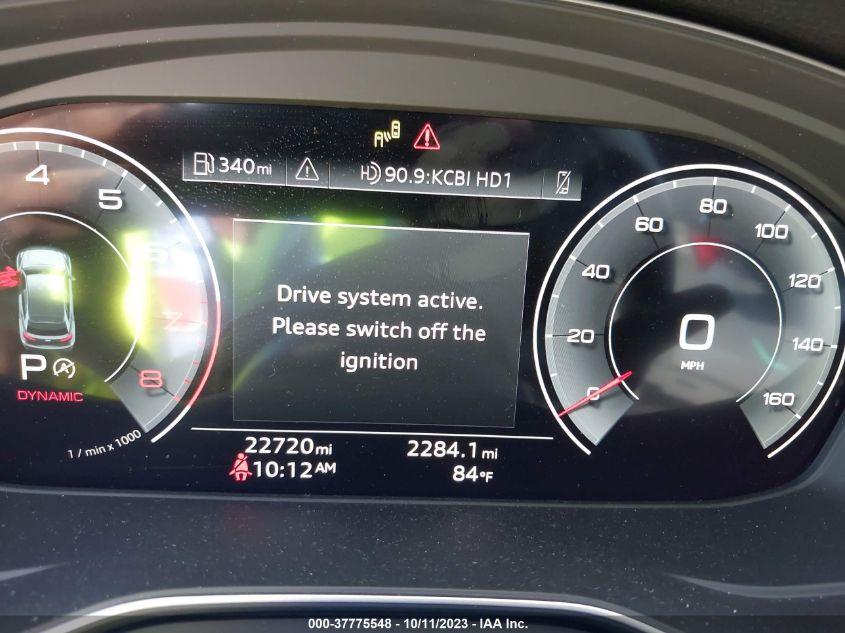 340mi
H 90.9:KCBI HD1
4
5
6
7
8
1 / min x 1000
P A
DYNAMIC
Drive system active.
Please switch off the
ignition
0
20
40
60
80
100
120
140
160
0
MPH
22720mi
2284.1mi
10:12AM
84°F
000-37775548 - 10/11/2023 - IAA Inc.